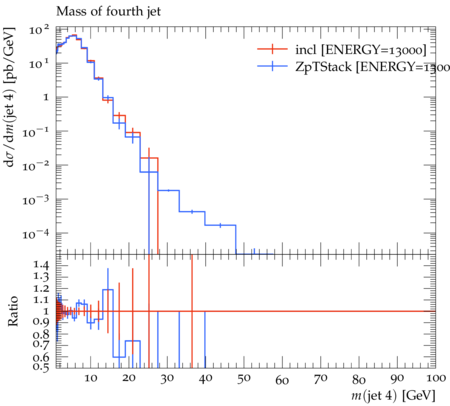 Mass of fourth jet
dσ/dm(jet 4) [pb/GeV]
10²
10¹
1
10⁻¹
10⁻²
10⁻³
10⁻⁴
incl [ENERGY=13000]
ZpTStack [ENERGY=1300
Ratio
1.4
1.3
1.2
1.1
1
0.9
0.8
0.7
0.6
0.5
10 20 30 40 50 60 70 80 90 100
m(jet 4) [GeV]